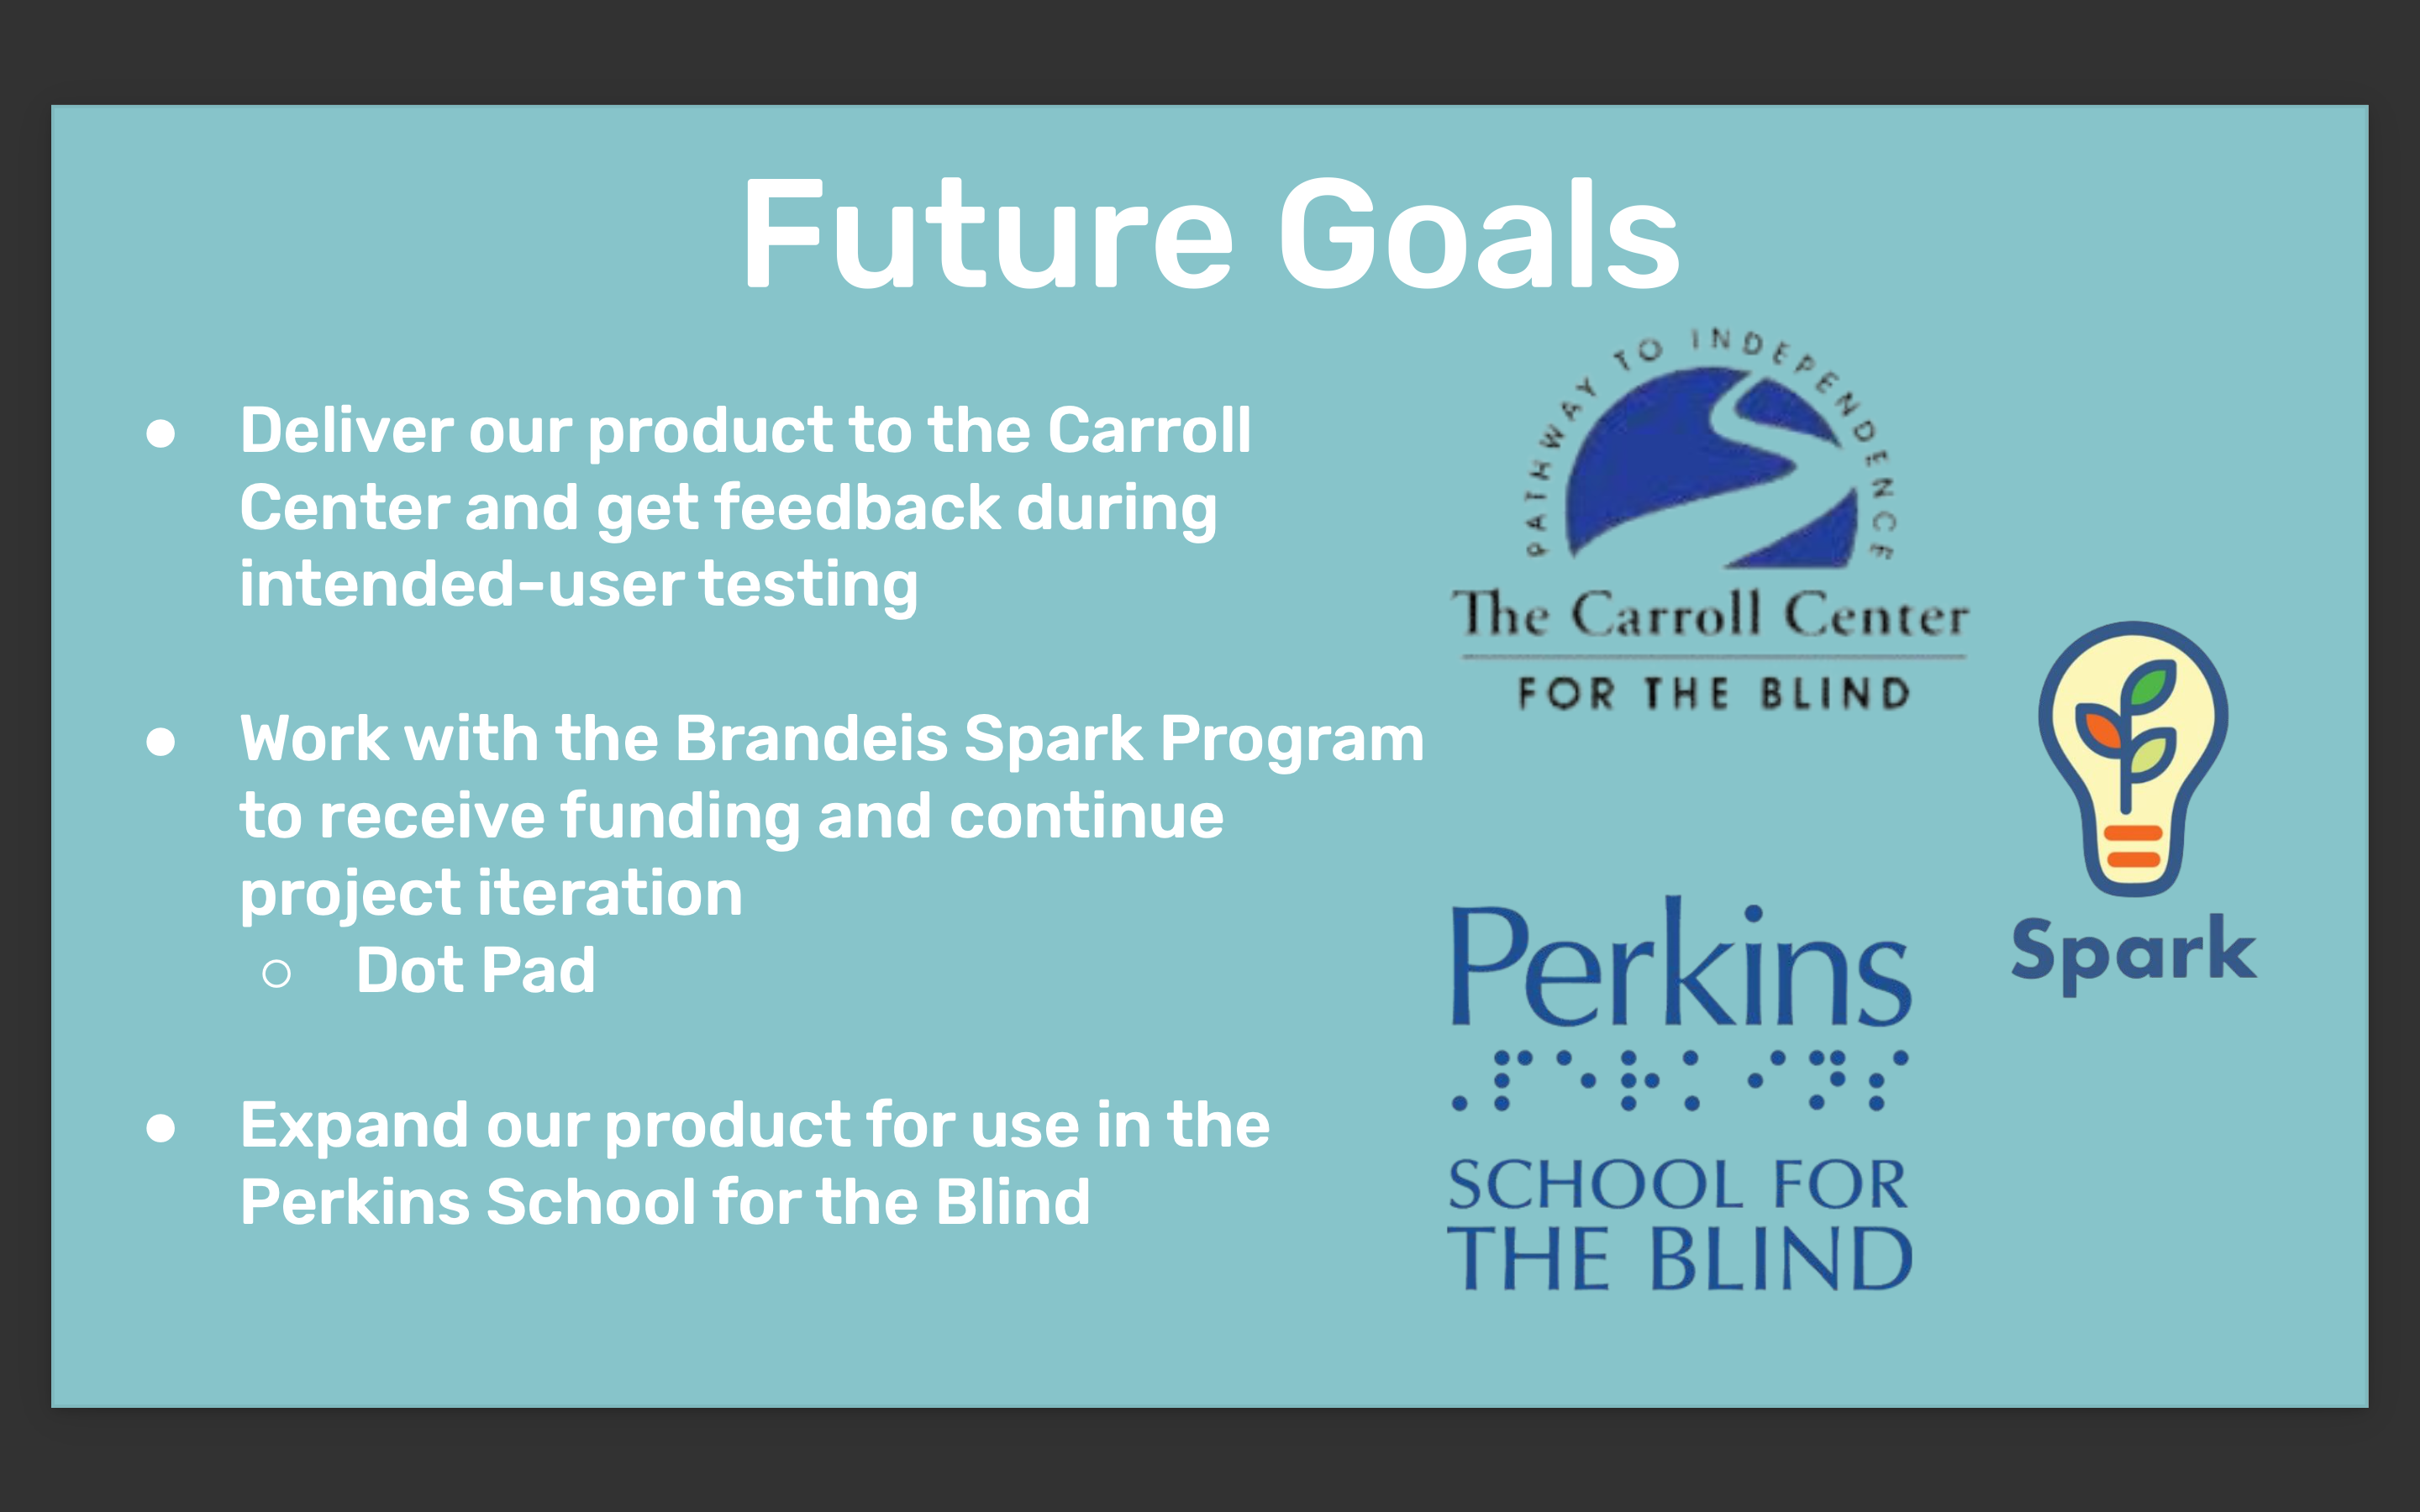 Future Goals
● Deliver our product to the Carroll
Center and get feedback during
intended-user testing
● Work with the Brandeis Spark Program
to receive funding and continue
project iteration
○ Dot Pad
● Expand our product for use in the
Perkins School for the Blind
PATHWAY TO INDEPENDENCE
The Carroll Center
FOR THE BLIND
Spark
Perkins
⠠⠏⠑⠗⠅⠊⠝⠎
SCHOOL FOR
THE BLIND